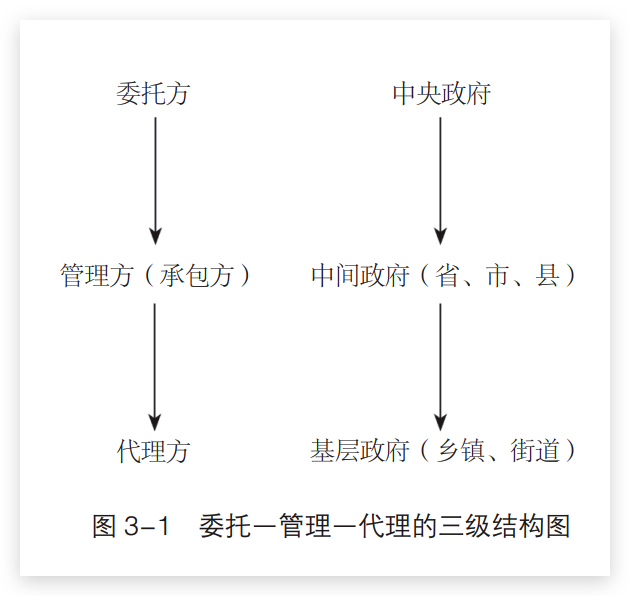 委托方 中央政府
管理方（承包方） 中间政府（省、市、县）
代理方 基层政府（乡镇、街道）
图 3-1 委托—管理—代理的三级结构图